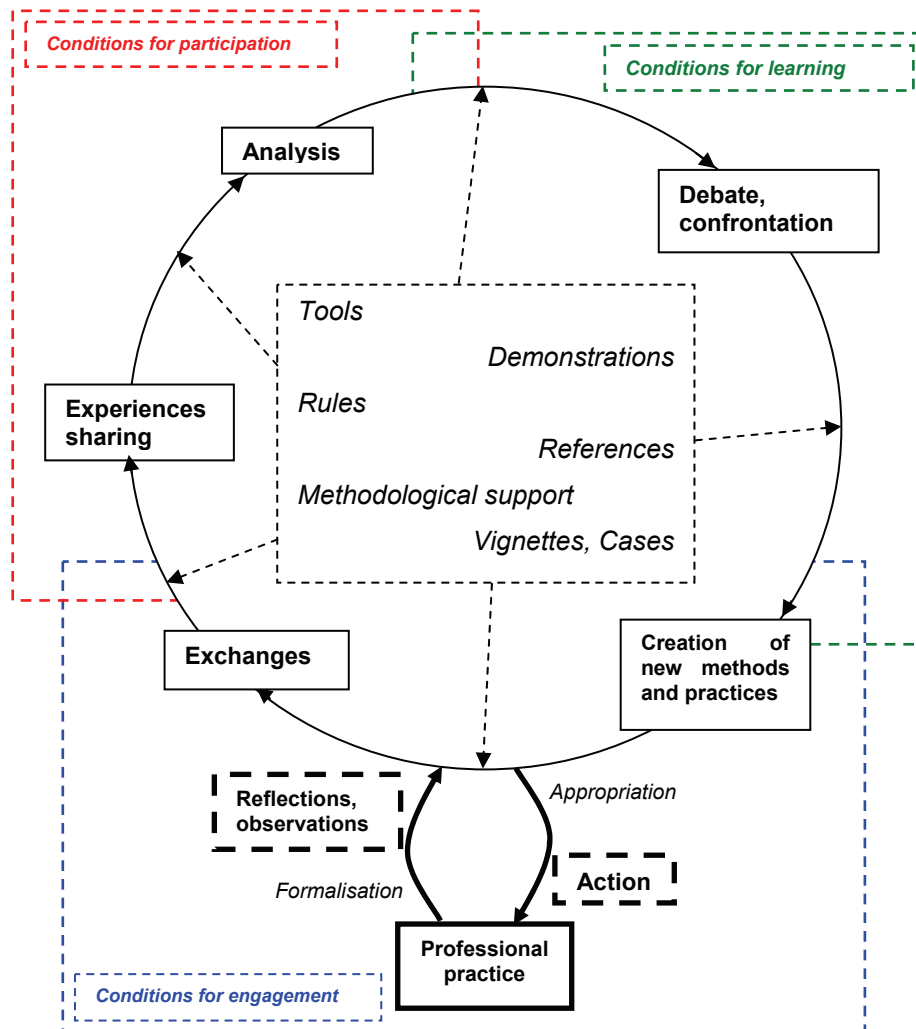 Conditions for participation
Conditions for learning
Analysis
Debate,
confrontation
Tools
Demonstrations
Rules
Experiences
sharing
References
Methodological support
Vignettes, Cases
Exchanges
Creation of
new methods
and practices
Reflections,
observations
Appropriation
Formalisation
Action
Professional
practice
Conditions for engagement